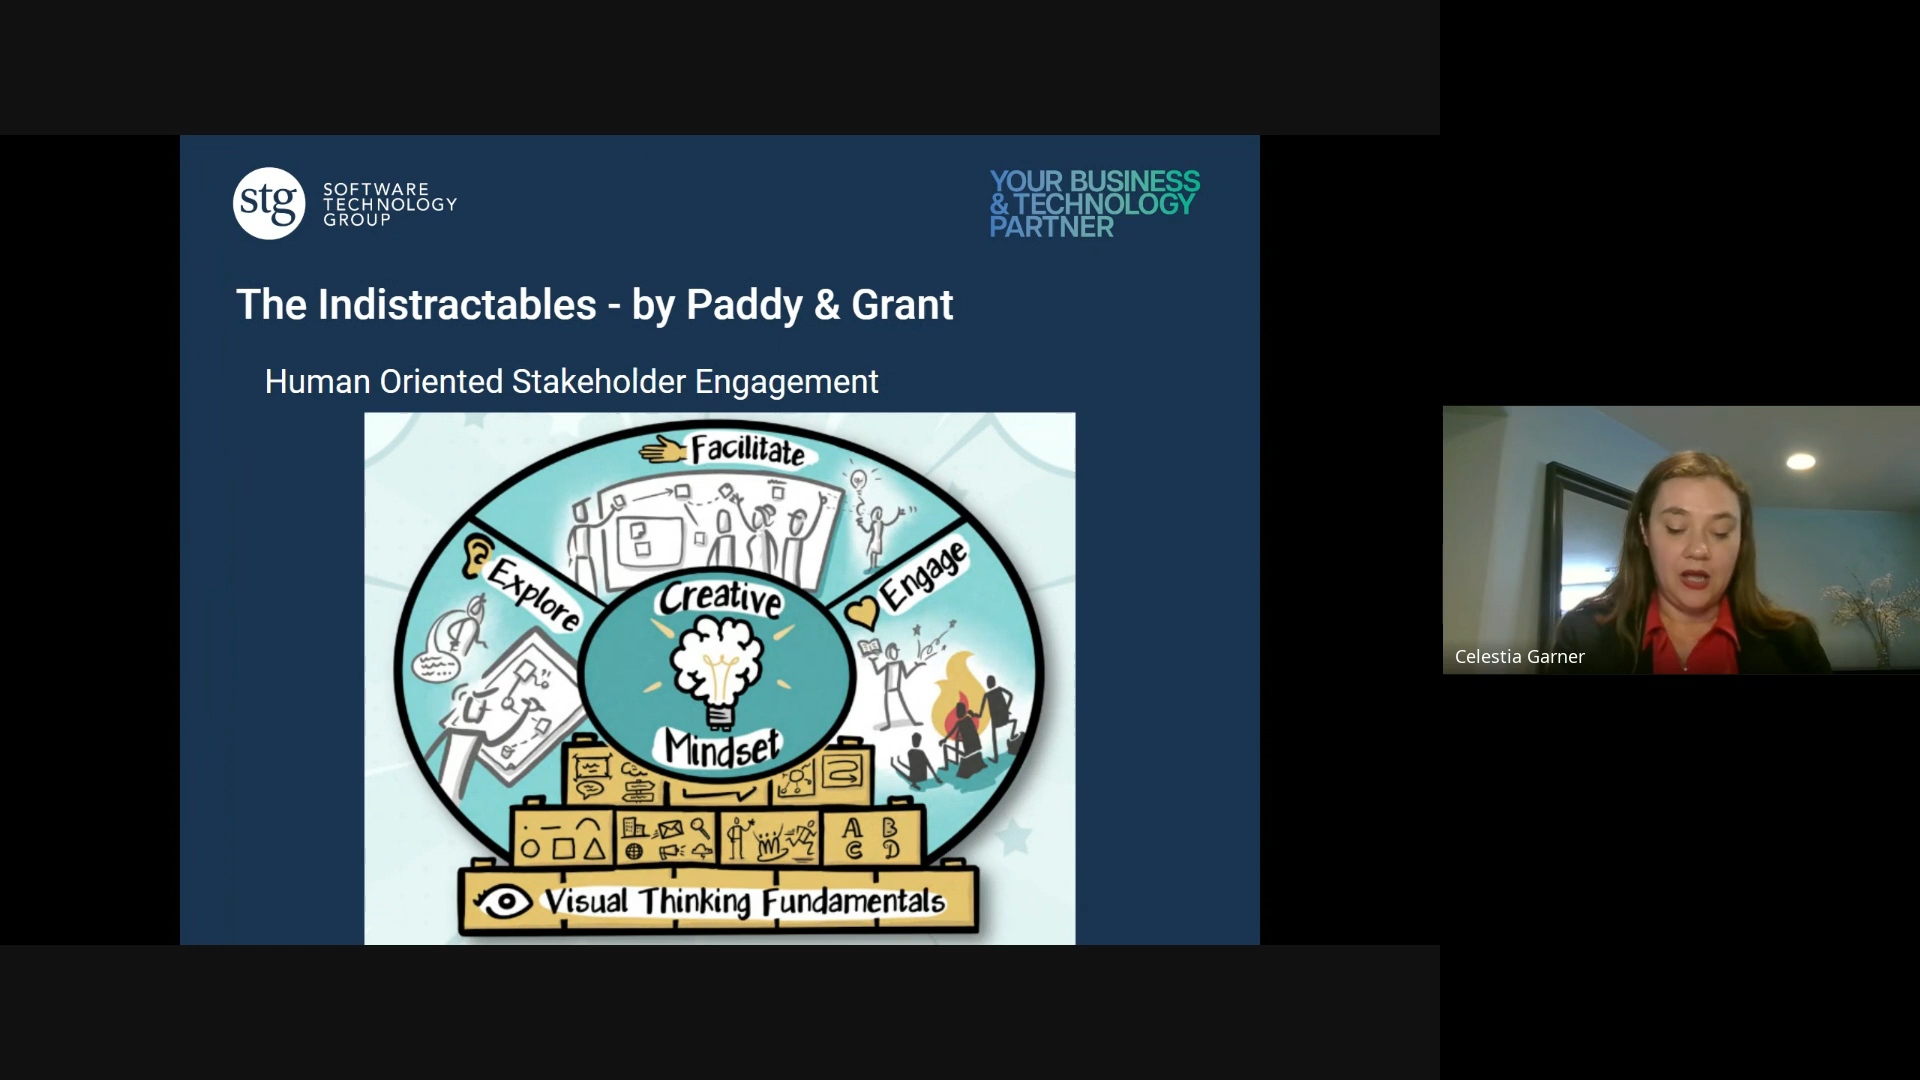 stg
SOFTWARE
TECHNOLOGY
GROUP
YOUR BUSINESS
& TECHNOLOGY
PARTNER
The Indistractables - by Paddy & Grant
Human Oriented Stakeholder Engagement
Facilitate
Explore
Engage
Creative
Mindset
A B
C D
Visual Thinking Fundamentals
Celestia Garner